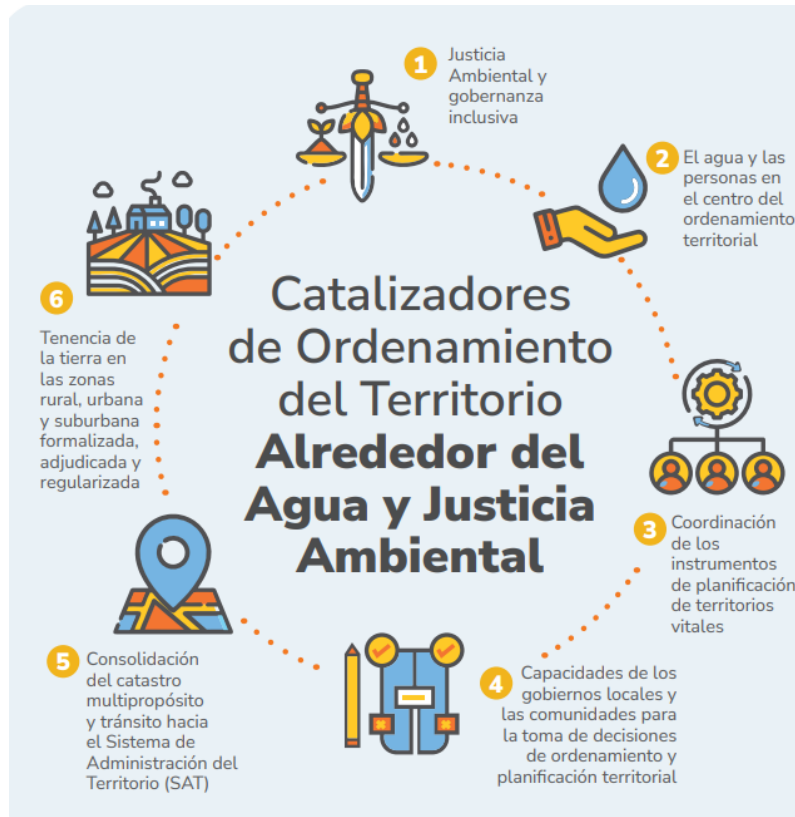 Catalizadores
de Ordenamiento
del Territorio
Alrededor del
Agua y Justicia
Ambiental
1
Justicia
Ambiental y
gobernanza
inclusiva
2
El agua y las
personas en
el centro del
ordenamiento
territorial
3
Coordinación
de los
instrumentos
de planificación
de territorios
vitales
4
Capacidades de los
gobiernos locales y
las comunidades para
la toma de decisiones
de ordenamiento y
planificación territorial
5
Consolidación
del catastro
multipropósito
y tránsito hacia
el Sistema de
Administración del
Territorio (SAT)
6
Tenencia de
la tierra en
las zonas
rural, urbana
y suburbana
formalizada,
adjudicada y
regularizada